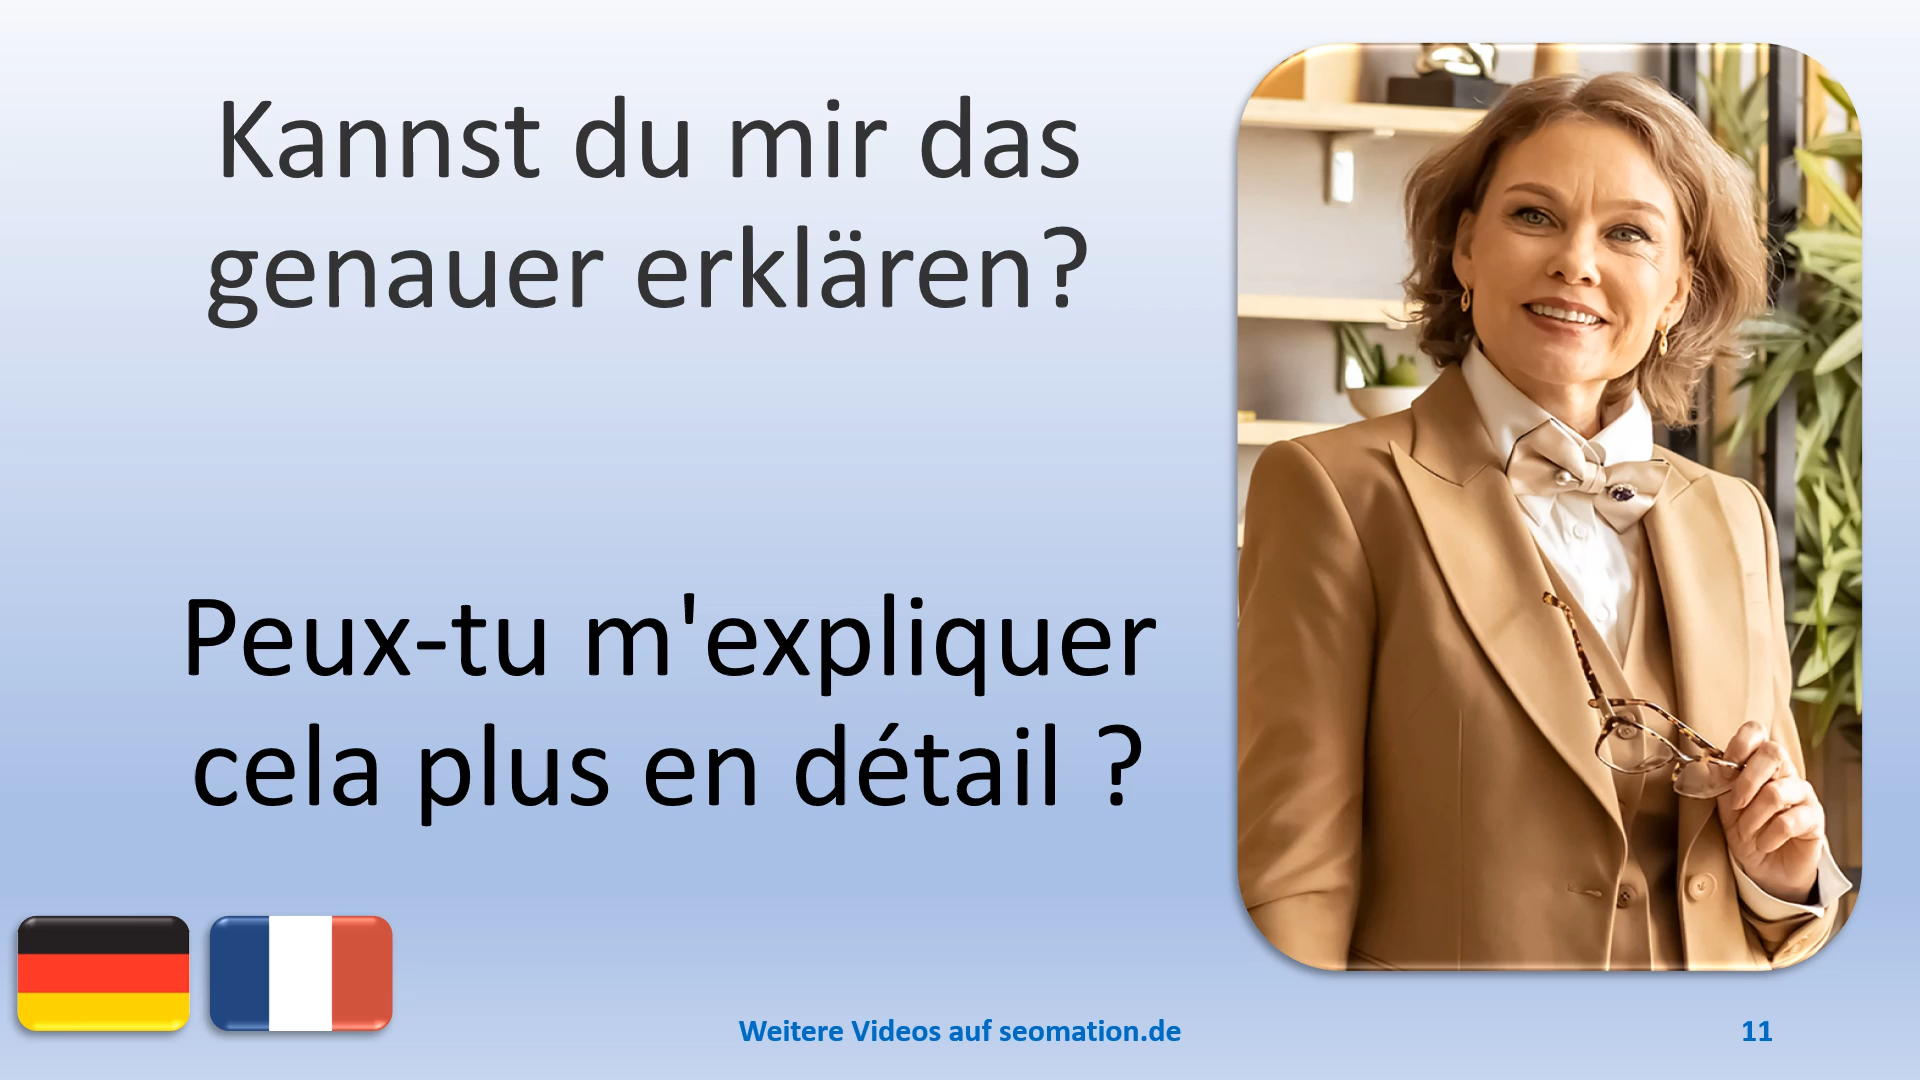 Kannst du mir das
genauer erklären?
Peux-tu m'expliquer
cela plus en détail ?
Weitere Videos auf seomation.de
11